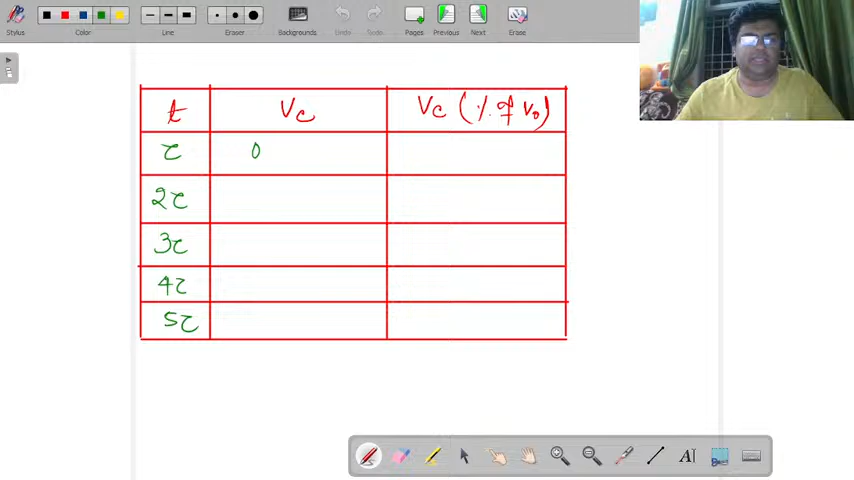 Stylus
Color
Line
Eraser
Backgrounds
Undo
Redo
Pages
Previous
Next
Erase
t Vc Vc (% of V₀)
τ 0
2τ
3τ
4τ
5τ
A